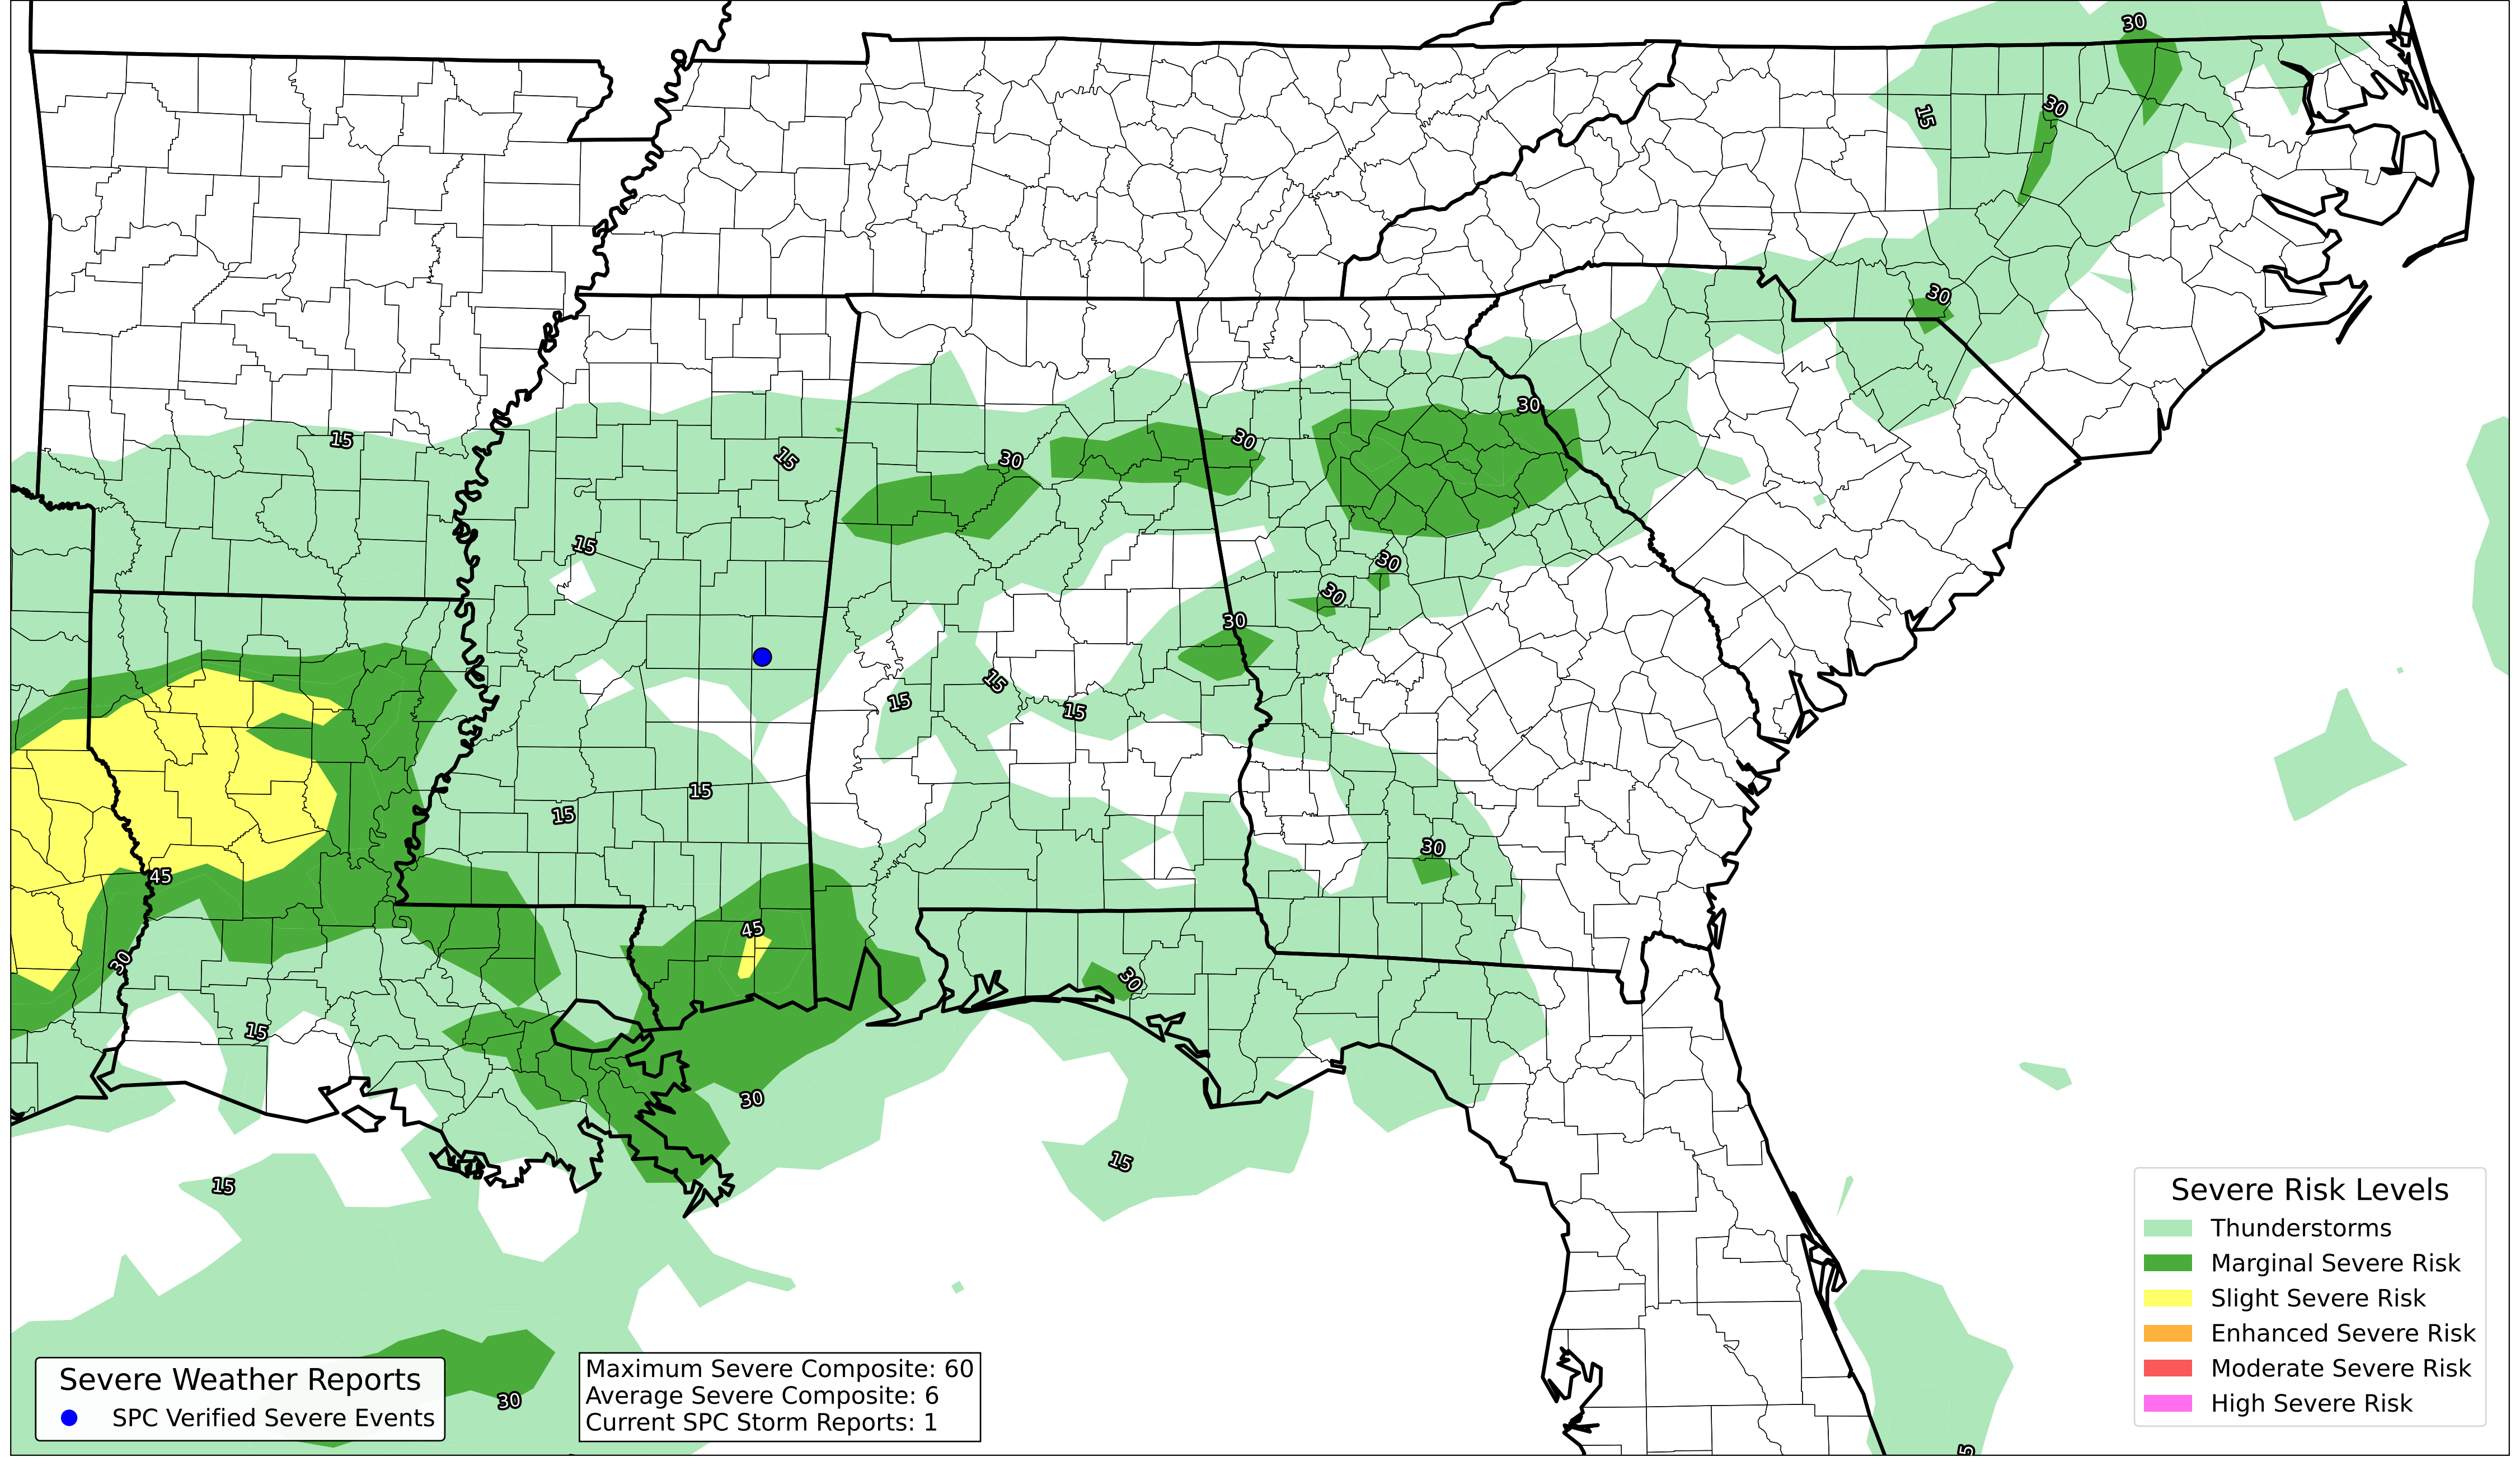 30
30
15
30
30
15
30
15
30
30
15
30
30
30
15
15
15
15
15
30
45
45
30
30
15
30
15
15
Severe Risk Levels
Thunderstorms
Marginal Severe Risk
Slight Severe Risk
Enhanced Severe Risk
Moderate Severe Risk
High Severe Risk
Severe Weather Reports
SPC Verified Severe Events
30
Maximum Severe Composite: 60
Average Severe Composite: 6
Current SPC Storm Reports: 1